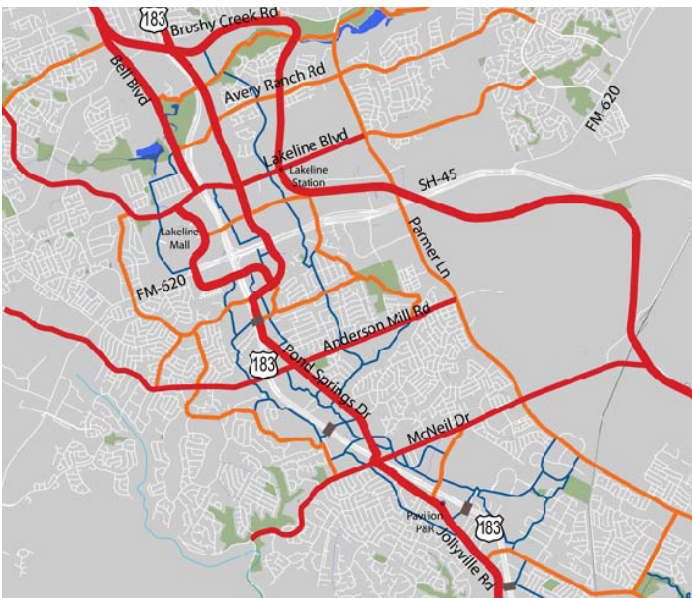 183
Brushy Creek Rd
Bell Blvd
Avery Ranch Rd
FM-620
Lakeline Blvd
Lakeline
Station
SH-45
Lakeline
Mall
Parmer Ln
FM-620
Anderson Mill Rd
183
Pond Springs Dr
McNeil Dr
Pavilion
P&R
183
Jollyville Rd